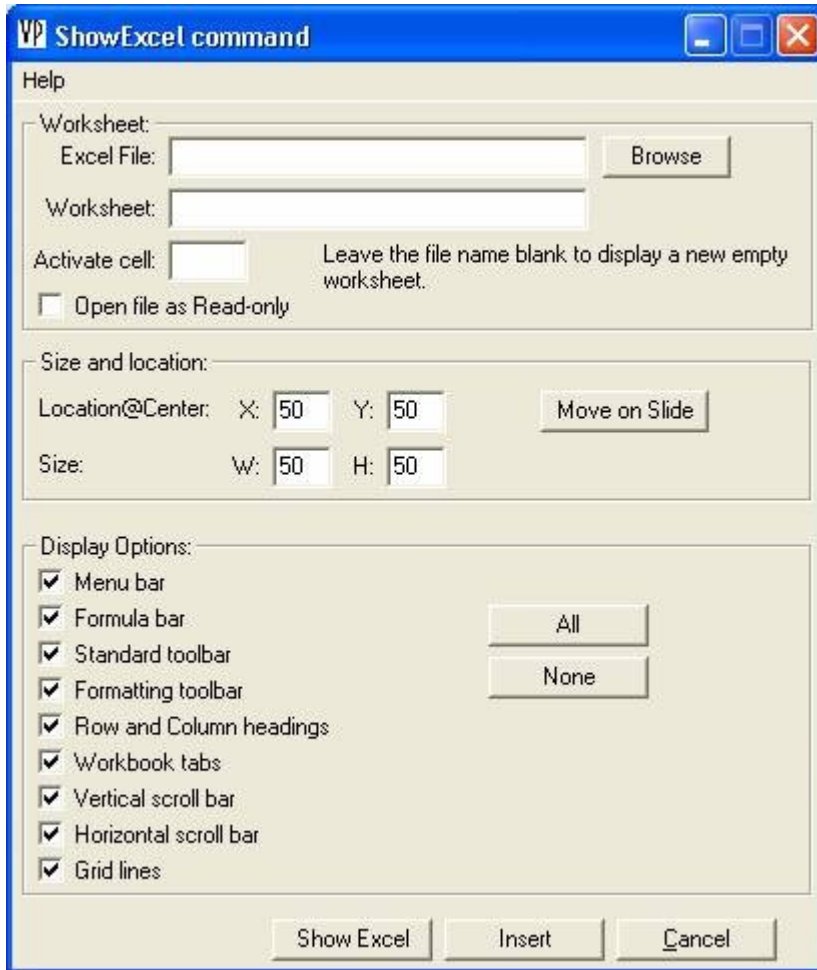 VP ShowExcel command
Help
Worksheet:
Excel File: Browse
Worksheet:
Activate cell: Leave the file name blank to display a new empty
worksheet.
Open file as Read-only
Size and location:
Location@Center: X: 50 Y: 50 Move on Slide
Size: W: 50 H: 50
Display Options:
Menu bar
Formula bar All
Standard toolbar
Formatting toolbar None
Row and Column headings
Workbook tabs
Vertical scroll bar
Horizontal scroll bar
Grid lines
Show Excel Insert Cancel